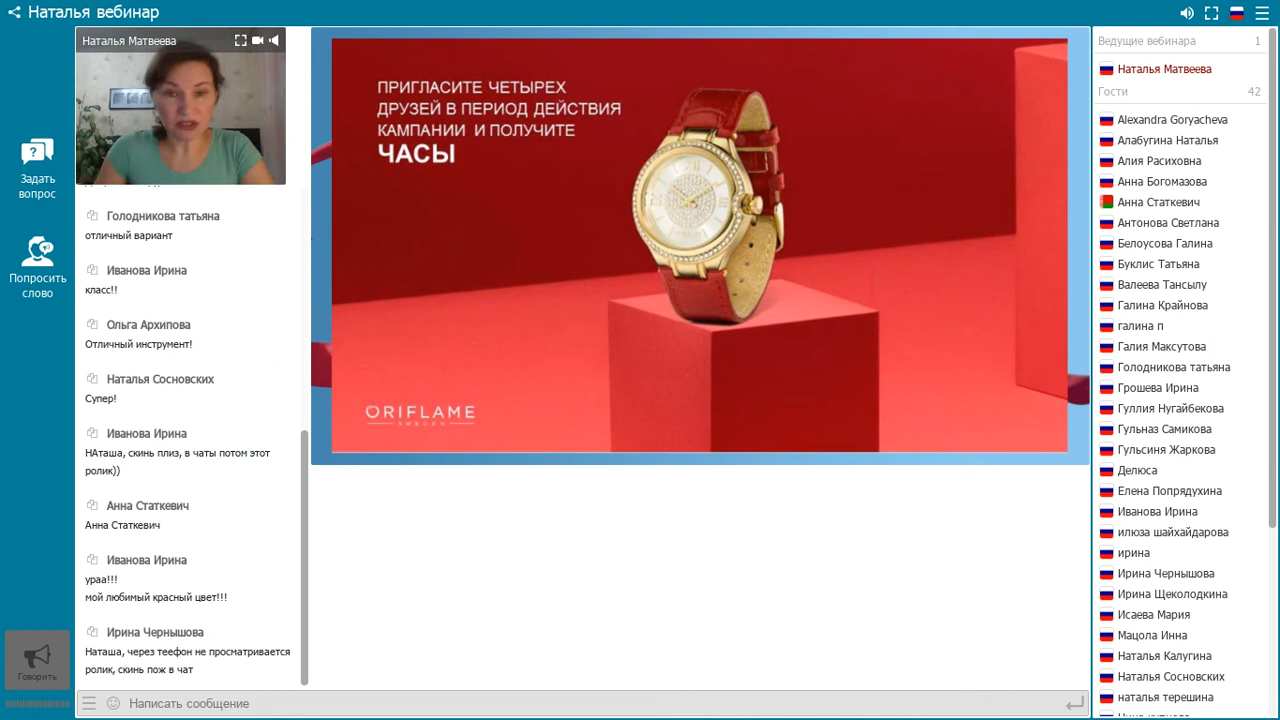 Наталья вебинар
Задать
вопрос
Попросить
слово
Говорить
Наталья Матвеева
Голодникова татьяна
отличный вариант
Иванова Ирина
класс!!
Ольга Архипова
Отличный инструмент!
Наталья Сосновских
Супер!
Иванова Ирина
НАташа, скинь плиз, в чаты потом этот
ролик))
Анна Статкевич
Анна Статкевич
Иванова Ирина
ураа!!!
мой любимый красный цвет!!!
Ирина Чернышова
Наташа, через теефон не просматривается
ролик, скинь пож в чат
Написать сообщение
ПРИГЛАСИТЕ ЧЕТЫРЕХ
ДРУЗЕЙ В ПЕРИОД ДЕЙСТВИЯ
КАМПАНИИ И ПОЛУЧИТЕ
ЧАСЫ
ORIFLAME
SWEDEN
Ведущие вебинара 1
Наталья Матвеева
Гости 42
Alexandra Goryacheva
Алабугина Наталья
Алия Расиховна
Анна Богомазова
Анна Статкевич
Антонова Светлана
Белоусова Галина
Буклис Татьяна
Валеева Тансылу
Галина Крайнова
галина п
Галия Максутова
Голодникова татьяна
Грошева Ирина
Гуллия Нугайбекова
Гульназ Самикова
Гульсиня Жаркова
Делюса
Елена Попрядухина
Иванова Ирина
илюза шайхайдарова
ирина
Ирина Чернышова
Ирина Щеколодкина
Исаева Мария
Мацола Инна
Наталья Калугина
Наталья Сосновских
наталья терешина